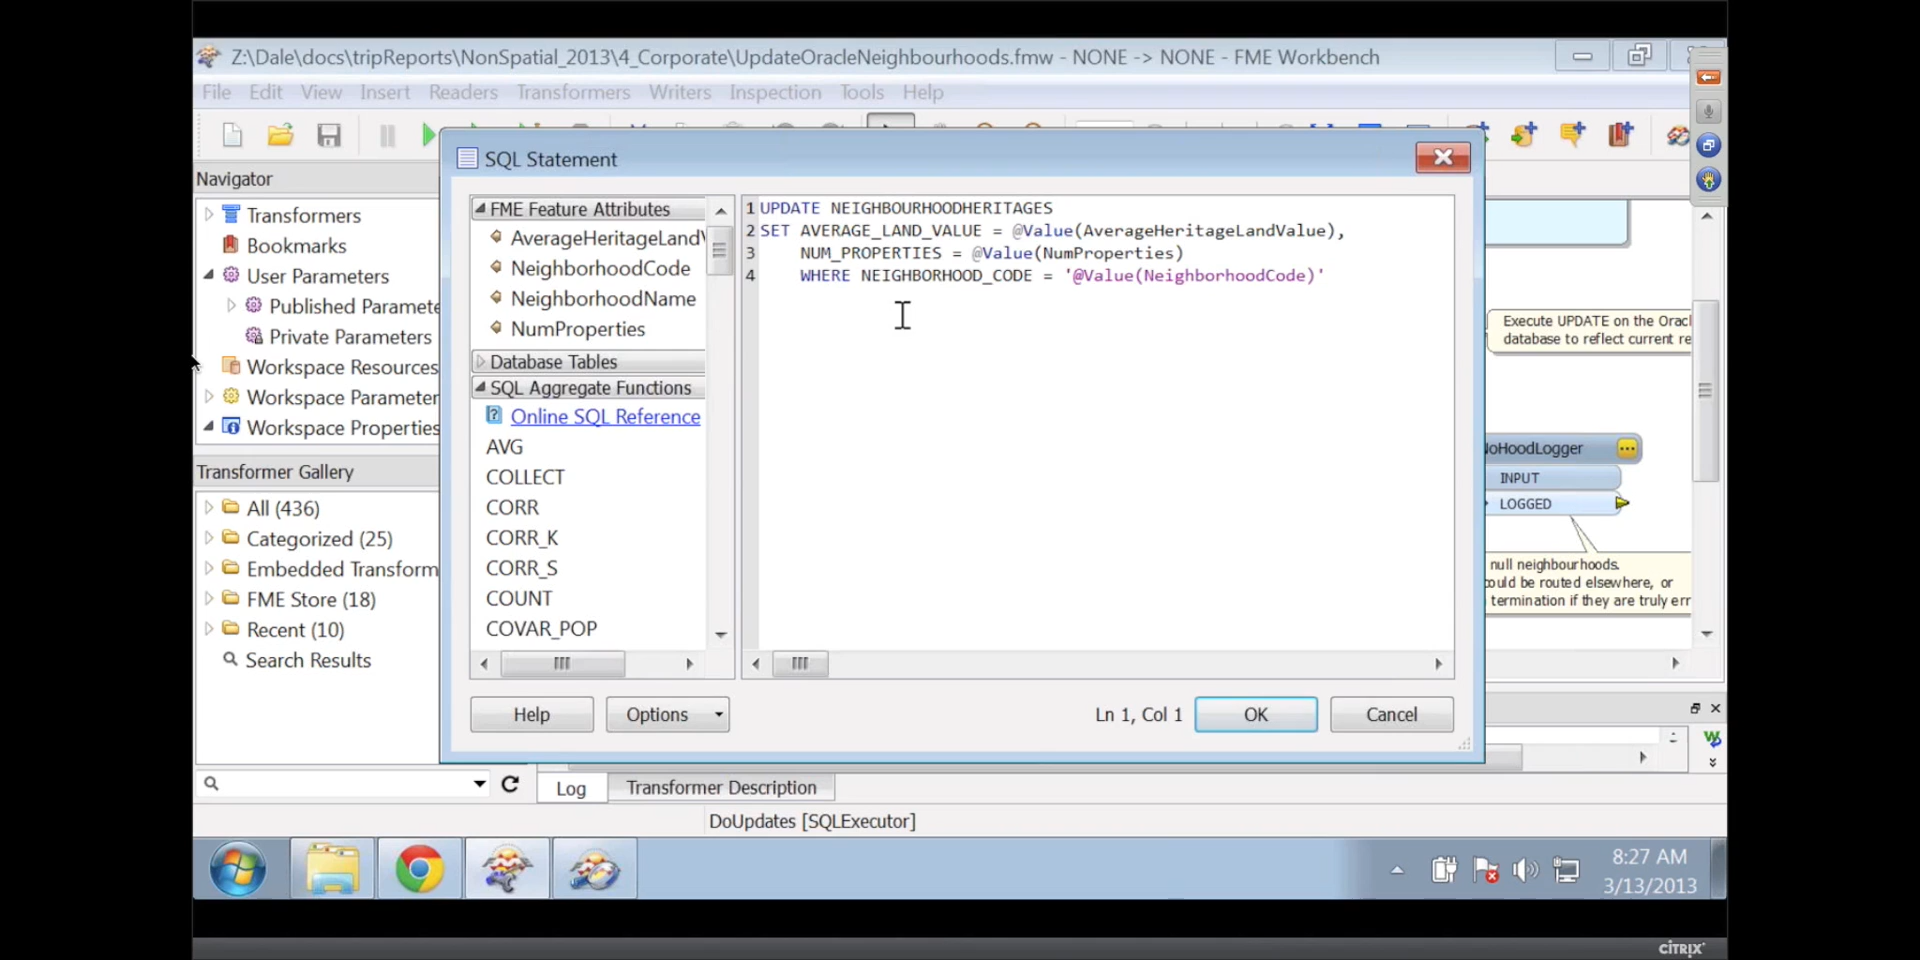 Z:\Dale\docs\tripReports\NonSpatial_2013\4_Corporate\UpdateOracleNeighbourhoods.fmw - NONE -> NONE - FME Workbench
File Edit View Insert Readers Transformers Writers Inspection Tools Help
Navigator
Transformers
Bookmarks
User Parameters
Published Paramete
Private Parameters
Workspace Resources
Workspace Parameter
Workspace Properties
Transformer Gallery
All (436)
Categorized (25)
Embedded Transform
FME Store (18)
Recent (10)
Search Results
SQL Statement
FME Feature Attributes
AverageHeritageLand
NeighborhoodCode
NeighborhoodName
NumProperties
Database Tables
SQL Aggregate Functions
Online SQL Reference
AVG
COLLECT
CORR
CORR_K
CORR_S
COUNT
COVAR_POP
1 UPDATE NEIGHBOURHOODHERITAGES
2 SET AVERAGE_LAND_VALUE = @Value(AverageHeritageLandValue),
3 NUM_PROPERTIES = @Value(NumProperties)
4 WHERE NEIGHBORHOOD_CODE = '@Value(NeighborhoodCode)'
Help
Options
Ln 1, Col 1
OK
Cancel
Execute UPDATE on the Oracl
database to reflect current re
NoHoodLogger
INPUT
LOGGED
null neighbourhoods.
ould be routed elsewhere, or
termination if they are truly err
Log
Transformer Description
DoUpdates [SQLExecutor]
8:27 AM
3/13/2013
CITRIX